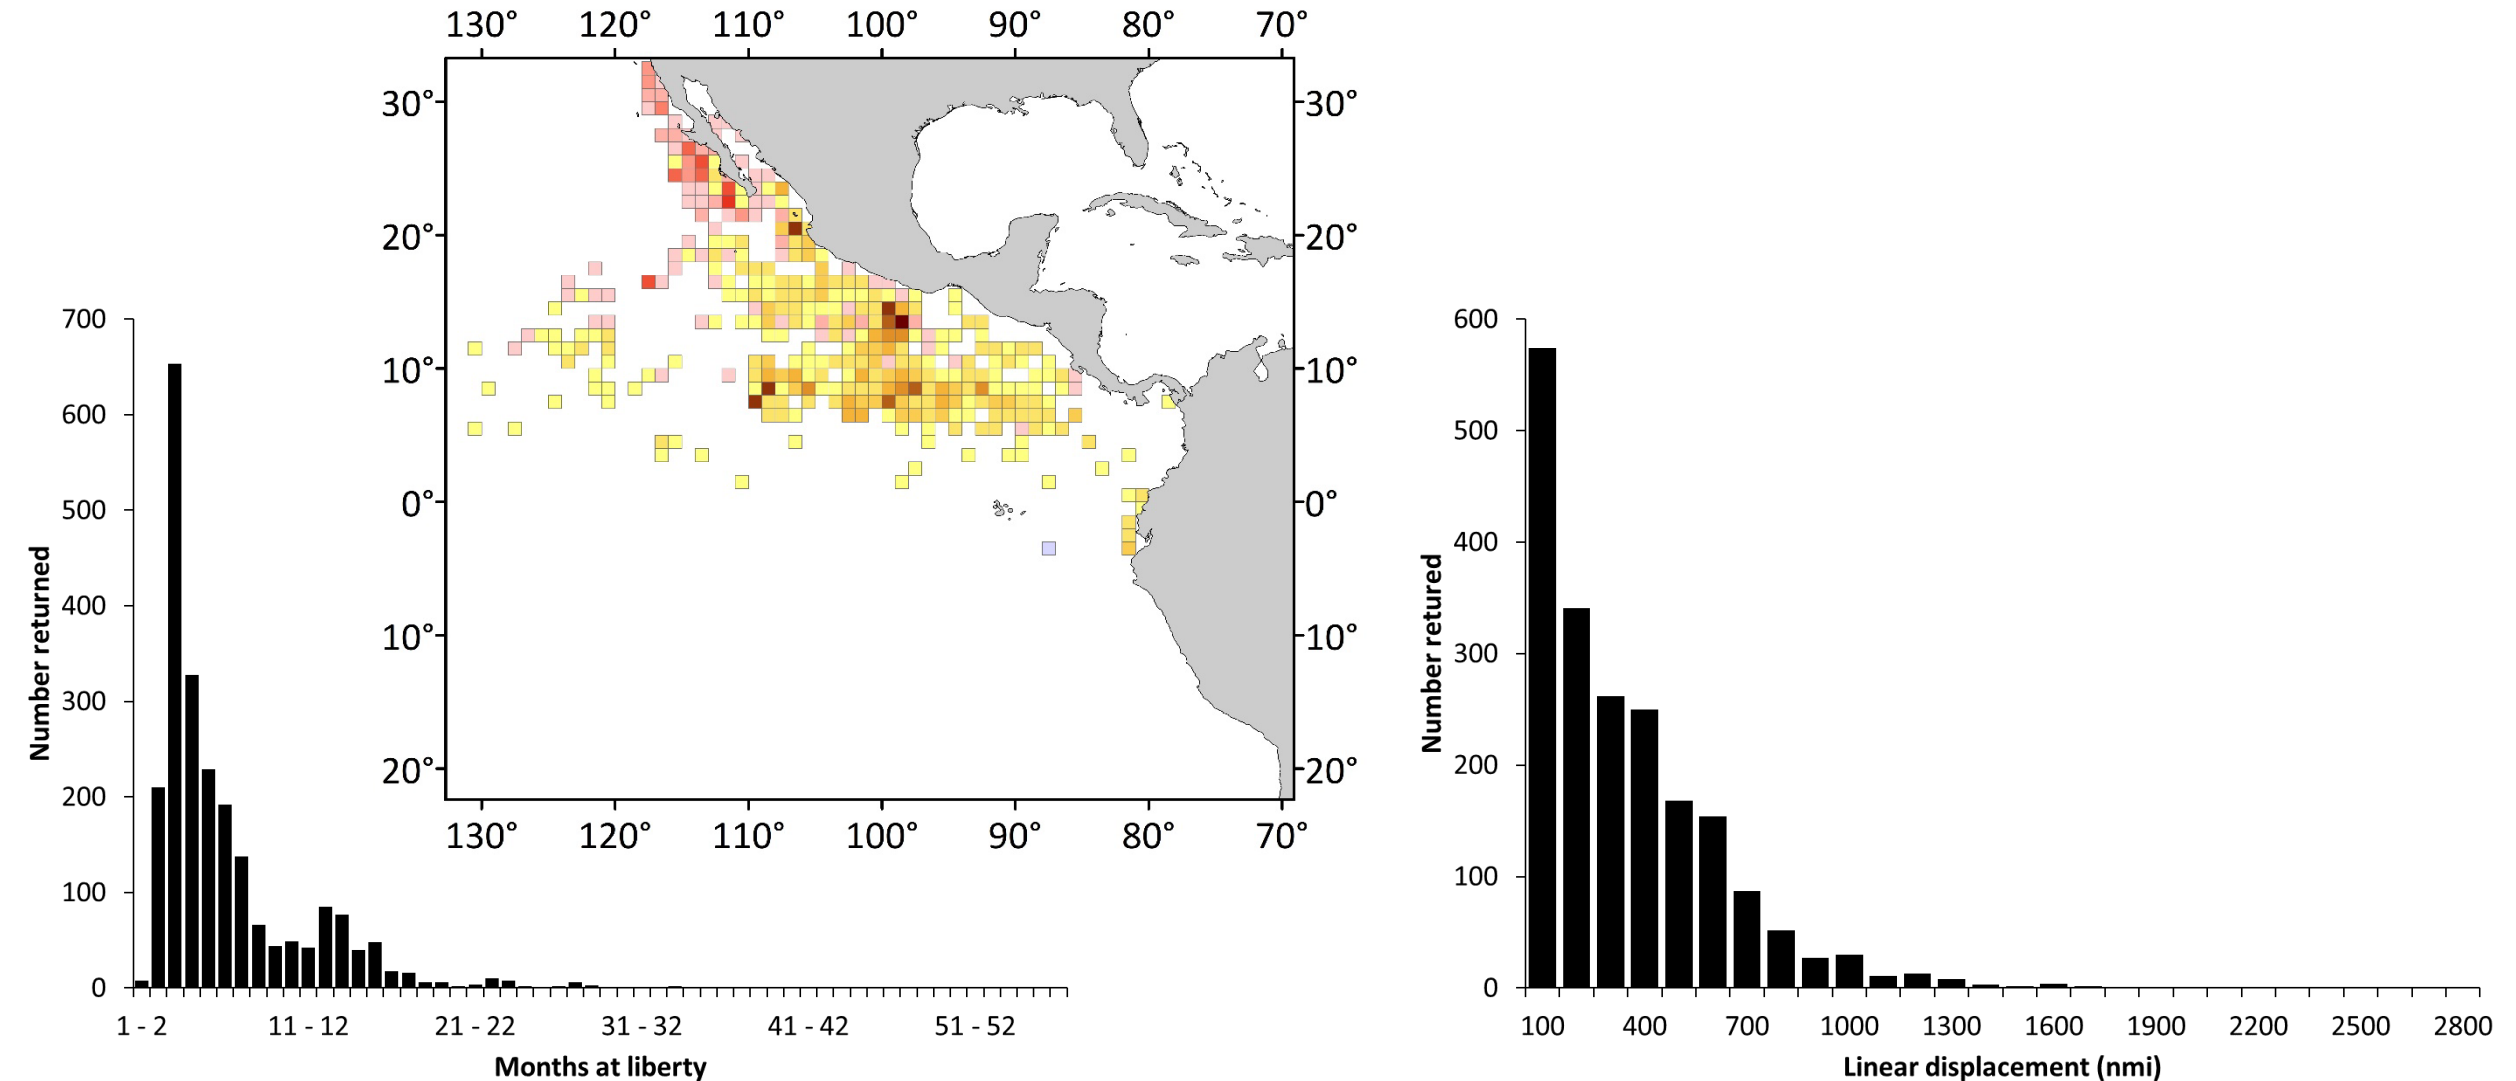 130° 120° 110° 100° 90° 80° 70°
30° 30°
20° 20°
10° 10°
0° 0°
10° 10°
20° 20°
130° 120° 110° 100° 90° 80° 70°
Number returned
700
600
500
400
300
200
100
0
1 - 2 11 - 12 21 - 22 31 - 32 41 - 42 51 - 52
Months at liberty
Number returred
600
500
400
300
200
100
0
100 400 700 1000 1300 1600 1900 2200 2500 2800
Linear displacement (nmi)